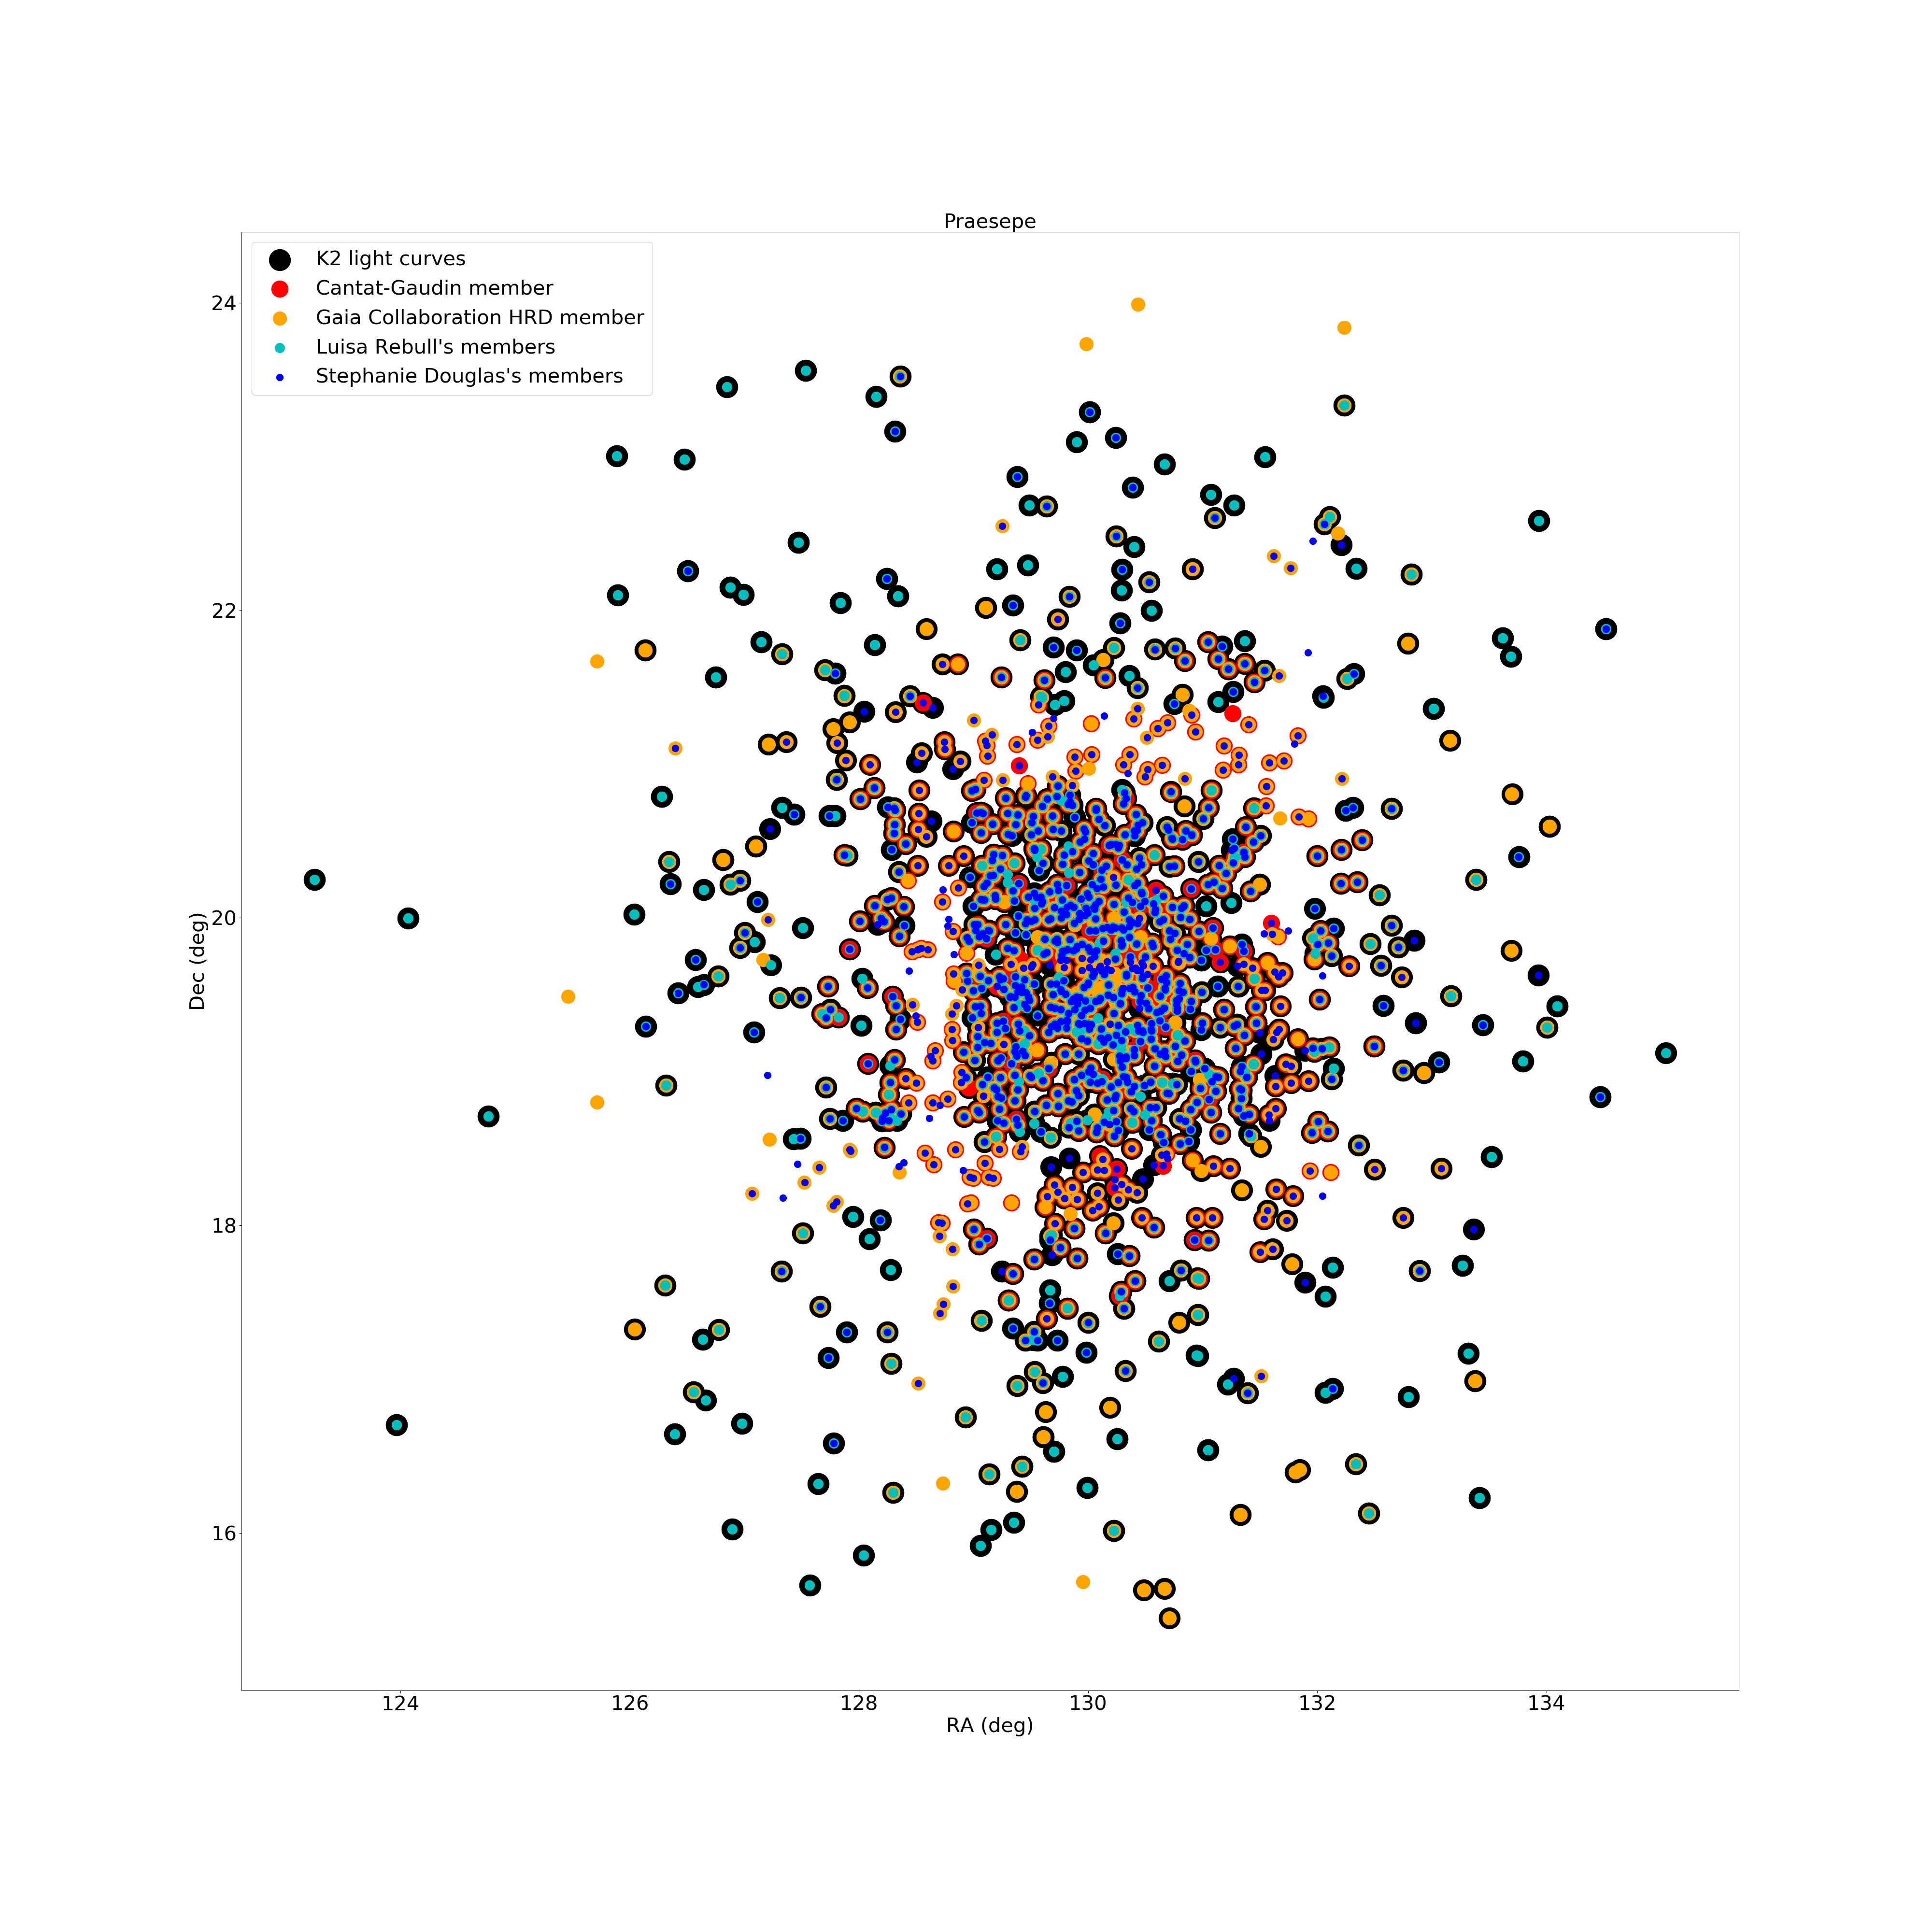 Praesepe
K2 light curves
Cantat-Gaudin member
Gaia Collaboration HRD member
Luisa Rebull's members
Stephanie Douglas's members
24
22
20
18
16
Dec (deg)
124 126 128 130 132 134
RA (deg)